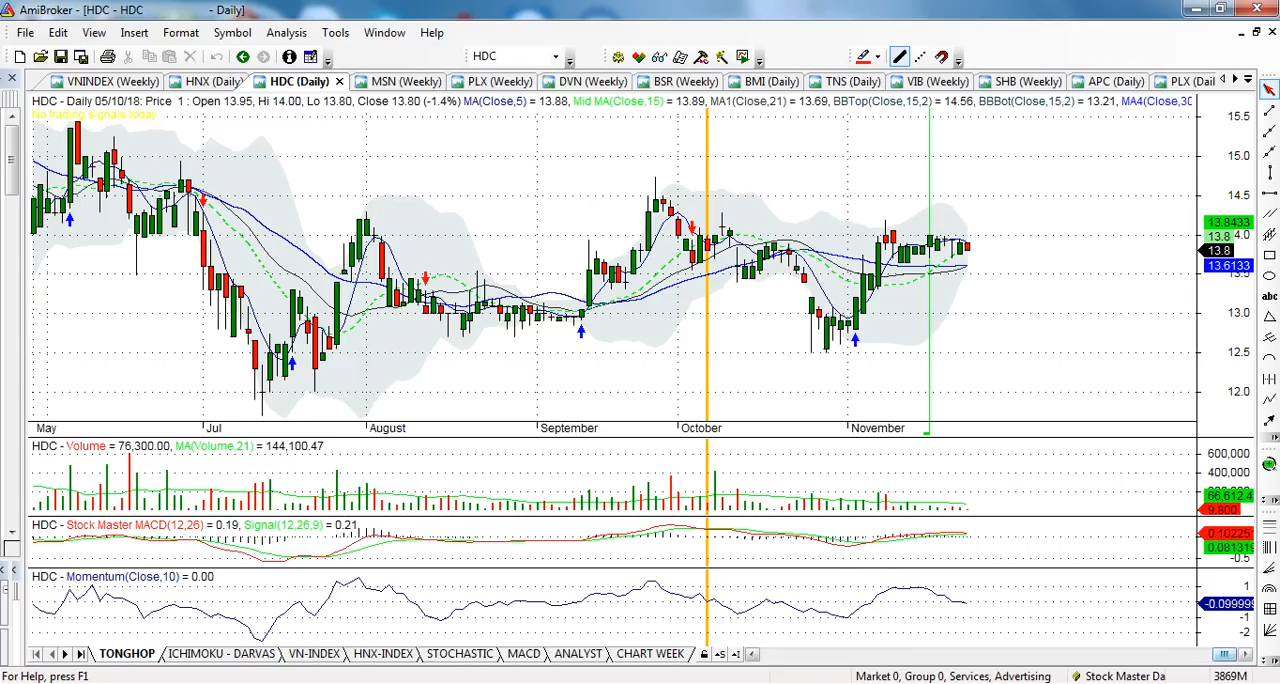 AmiBroker - [HDC - HDC - Daily]
File Edit View Insert Format Symbol Analysis Tools Window Help
HDC
VNINDEX (Weekly) HNX (Daily) HDC (Daily) MSN (Weekly) PLX (Weekly) DVN (Weekly) BSR (Weekly) BMI (Daily) TNS (Daily) VIB (Weekly) SHB (Weekly) APC (Daily) PLX (Dail
HDC - Daily 05/10/18: Price 1 : Open 13.95, Hi 14.00, Lo 13.80, Close 13.80 (-1.4%) MA(Close,5) = 13.88, Mid MA(Close,15) = 13.89, MA1(Close,21) = 13.69, BBTop(Close,15,2) = 14.56, BBBot(Close,15,2) = 13.21, MA4(Close,30
No trading signals today
15.5
15.0
14.5
13.8433
13.8
4.0
13.8
13.6133
13.5
13.0
12.5
12.0
May Jul August September October November
HDC - Volume = 76,300.00, MA(Volume,21) = 144,100.47
600,000
400,000
66,612.4
9.800
HDC - Stock Master MACD(12,26) = 0.19, Signal(12,26,9) = 0.21
0.10225
0.081319
-0.5
HDC - Momentum(Close,10) = 0.00
1
-0.099999
-1
-2
TONGHOP ICHIMOKU - DARVAS VN-INDEX HNX-INDEX STOCHASTIC MACD ANALYST CHART WEEK
For Help, press F1 Market 0, Group 0, Services, Advertising Stock Master Da 3869M
abc